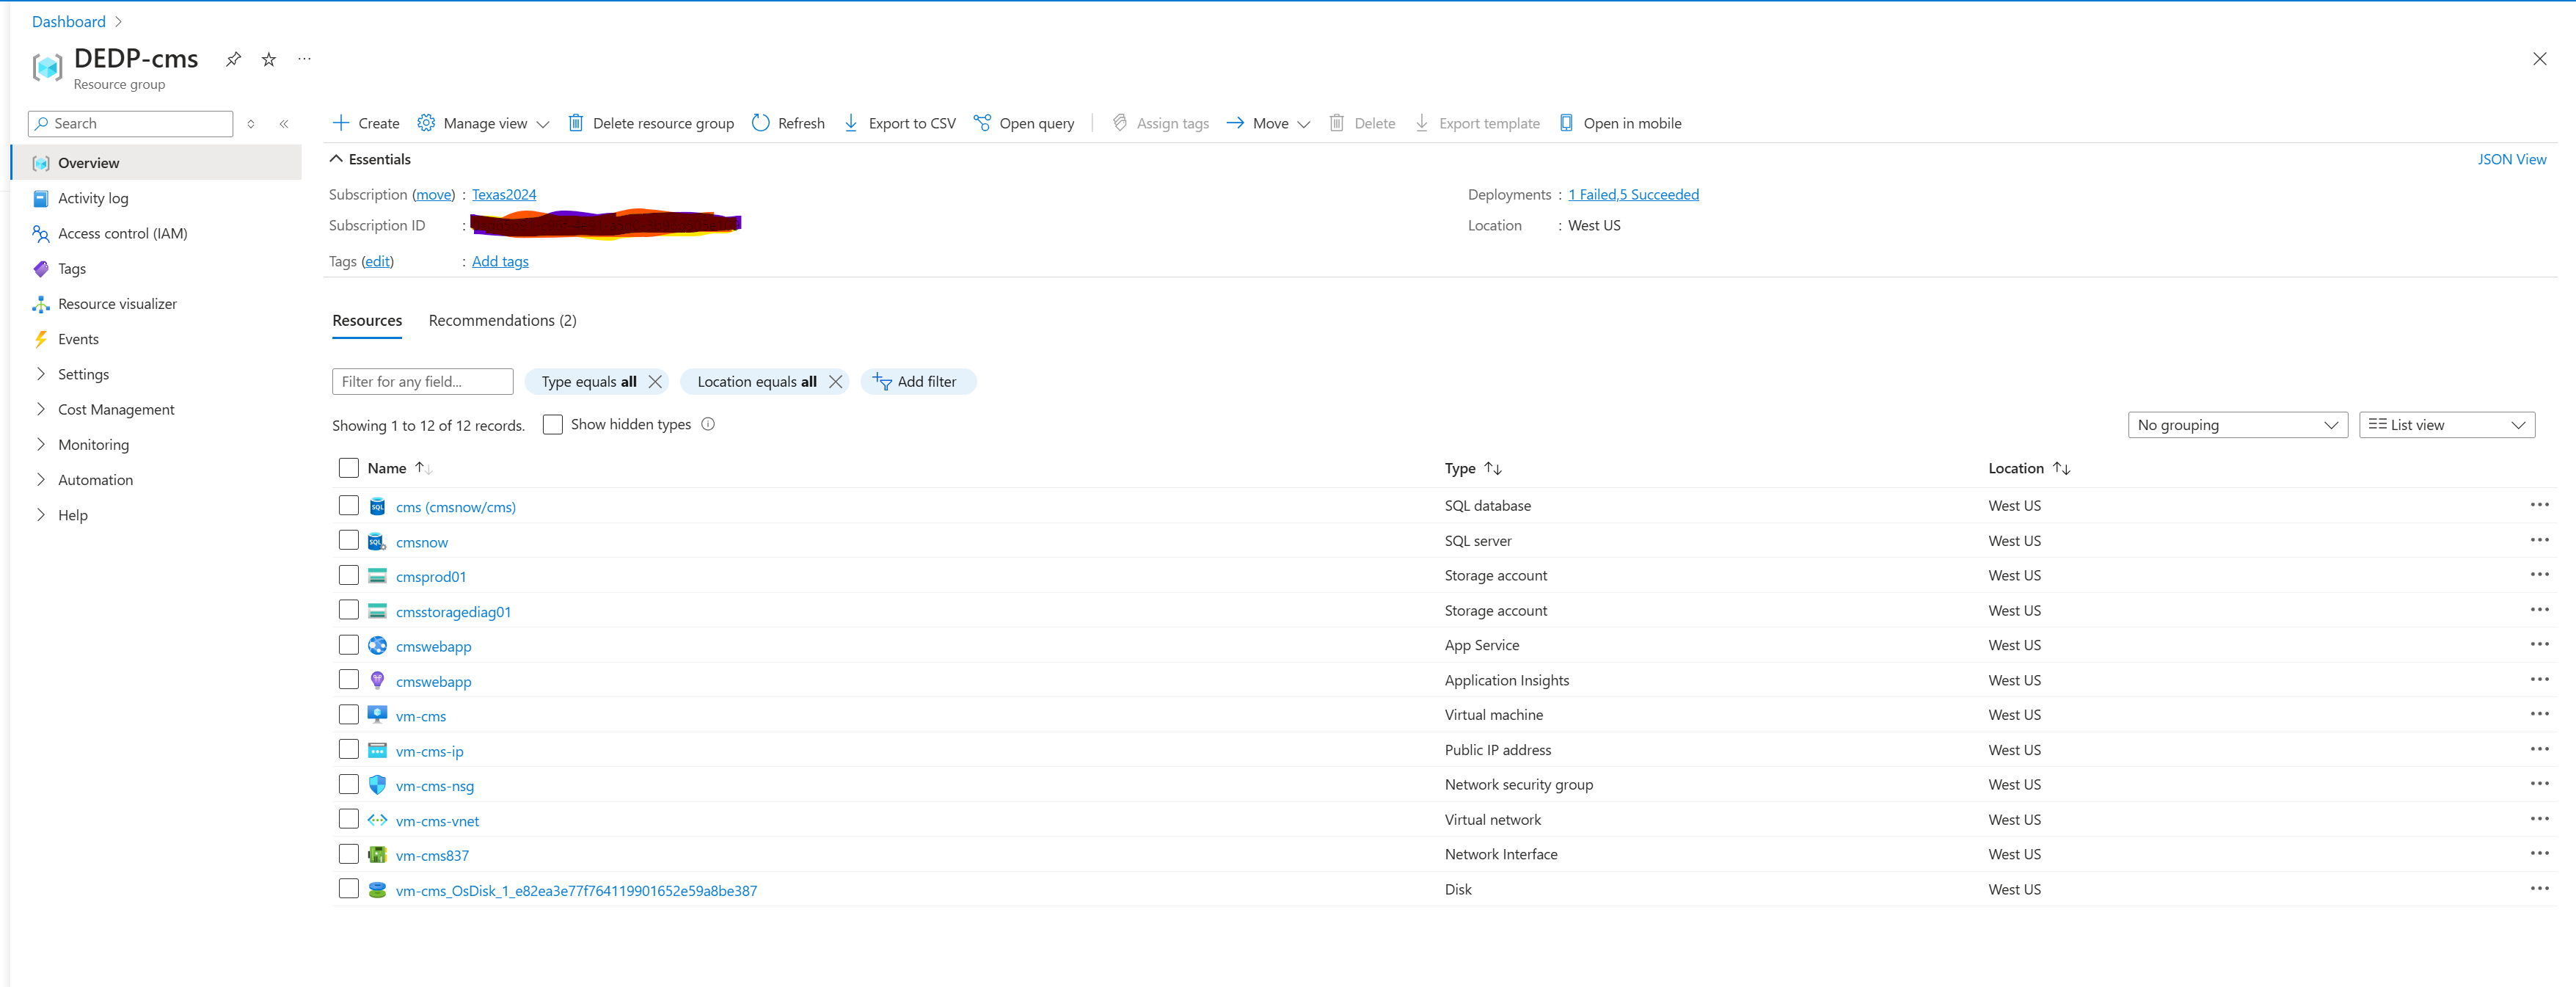 Dashboard
DEDP-cms
Resource group
Search
Create Manage view Delete resource group Refresh Export to CSV Open query Assign tags Move Delete Export template Open in mobile
Overview
Activity log
Access control (IAM)
Tags
Resource visualizer
Events
Settings
Cost Management
Monitoring
Automation
Help
Essentials JSON View
Subscription (move) : Texas2024 Deployments : 1 Failed,5 Succeeded
Subscription ID : Location : West US
Tags (edit) : Add tags
Resources Recommendations (2)
Filter for any field... Type equals all Location equals all Add filter
Showing 1 to 12 of 12 records. Show hidden types No grouping List view
Name Type Location
SQL cms (cmsnow/cms) SQL database West US
SQL cmsnow SQL server West US
cmsprod01 Storage account West US
cmsstoragediag01 Storage account West US
cmswebapp App Service West US
cmswebapp Application Insights West US
vm-cms Virtual machine West US
vm-cms-ip Public IP address West US
vm-cms-nsg Network security group West US
vm-cms-vnet Virtual network West US
vm-cms837 Network Interface West US
vm-cms_OsDisk_1_e82ea3e77f764119901652e59a8be387 Disk West US